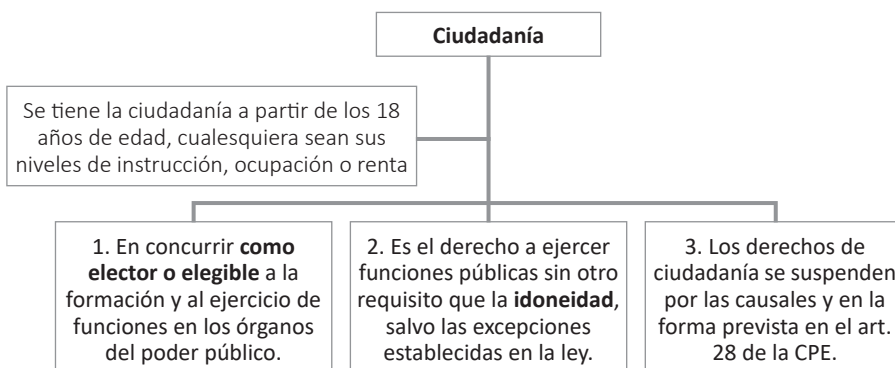 Ciudadanía
Se tiene la ciudadanía a partir de los 18
años de edad, cualesquiera sean sus
niveles de instrucción, ocupación o renta
1. En concurrir como
elector o elegible a la
formación y al ejercicio de
funciones en los órganos
del poder público.
2. Es el derecho a ejercer
funciones públicas sin otro
requisito que la idoneidad,
salvo las excepciones
establecidas en la ley.
3. Los derechos de
ciudadanía se suspenden
por las causales y en la
forma prevista en el art.
28 de la CPE.